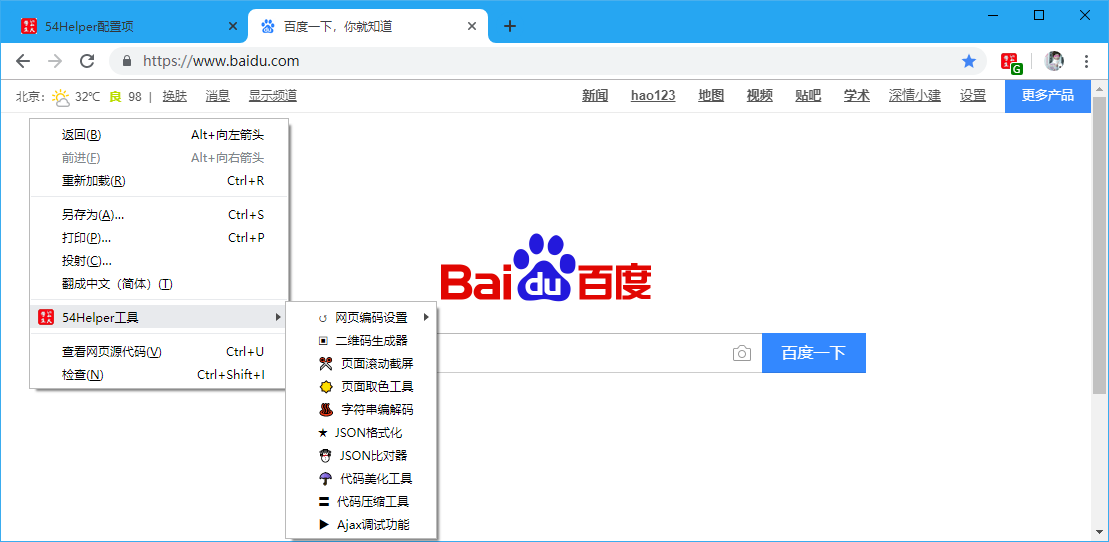 54Helper配置项
百度一下，你就知道
https://www.baidu.com
G
北京: 32℃ 良 98 | 换肤 消息 显示频道
新闻 hao123 地图 视频 贴吧 学术 深情小建 设置 更多产品
返回(B) Alt+向左箭头
前进(F) Alt+向右箭头
重新加载(R) Ctrl+R
另存为(A)... Ctrl+S
打印(P)... Ctrl+P
投射(C)...
翻成中文（简体）(T)
54Helper工具
查看网页源代码(V) Ctrl+U
检查(N) Ctrl+Shift+I
网页编码设置
二维码生成器
页面滚动截屏
页面取色工具
字符串编解码
JSON格式化
JSON比对器
代码美化工具
代码压缩工具
Ajax调试功能
Baidu百度
百度一下